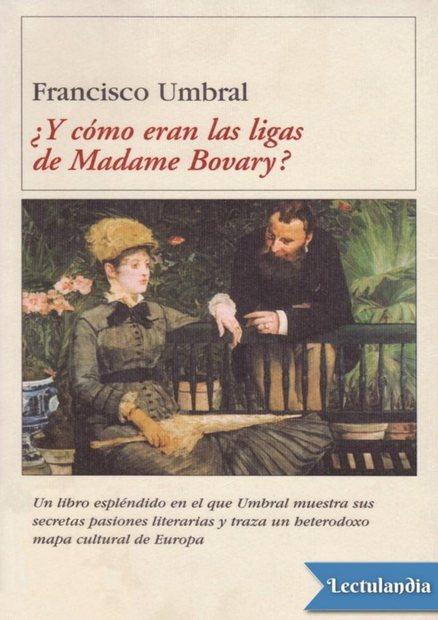 Francisco Umbral
¿Y cómo eran las ligas
de Madame Bovary?
Un libro espléndido en el que Umbral muestra sus
secretas pasiones literarias y traza un heterodoxo
mapa cultural de Europa
Lectulandia